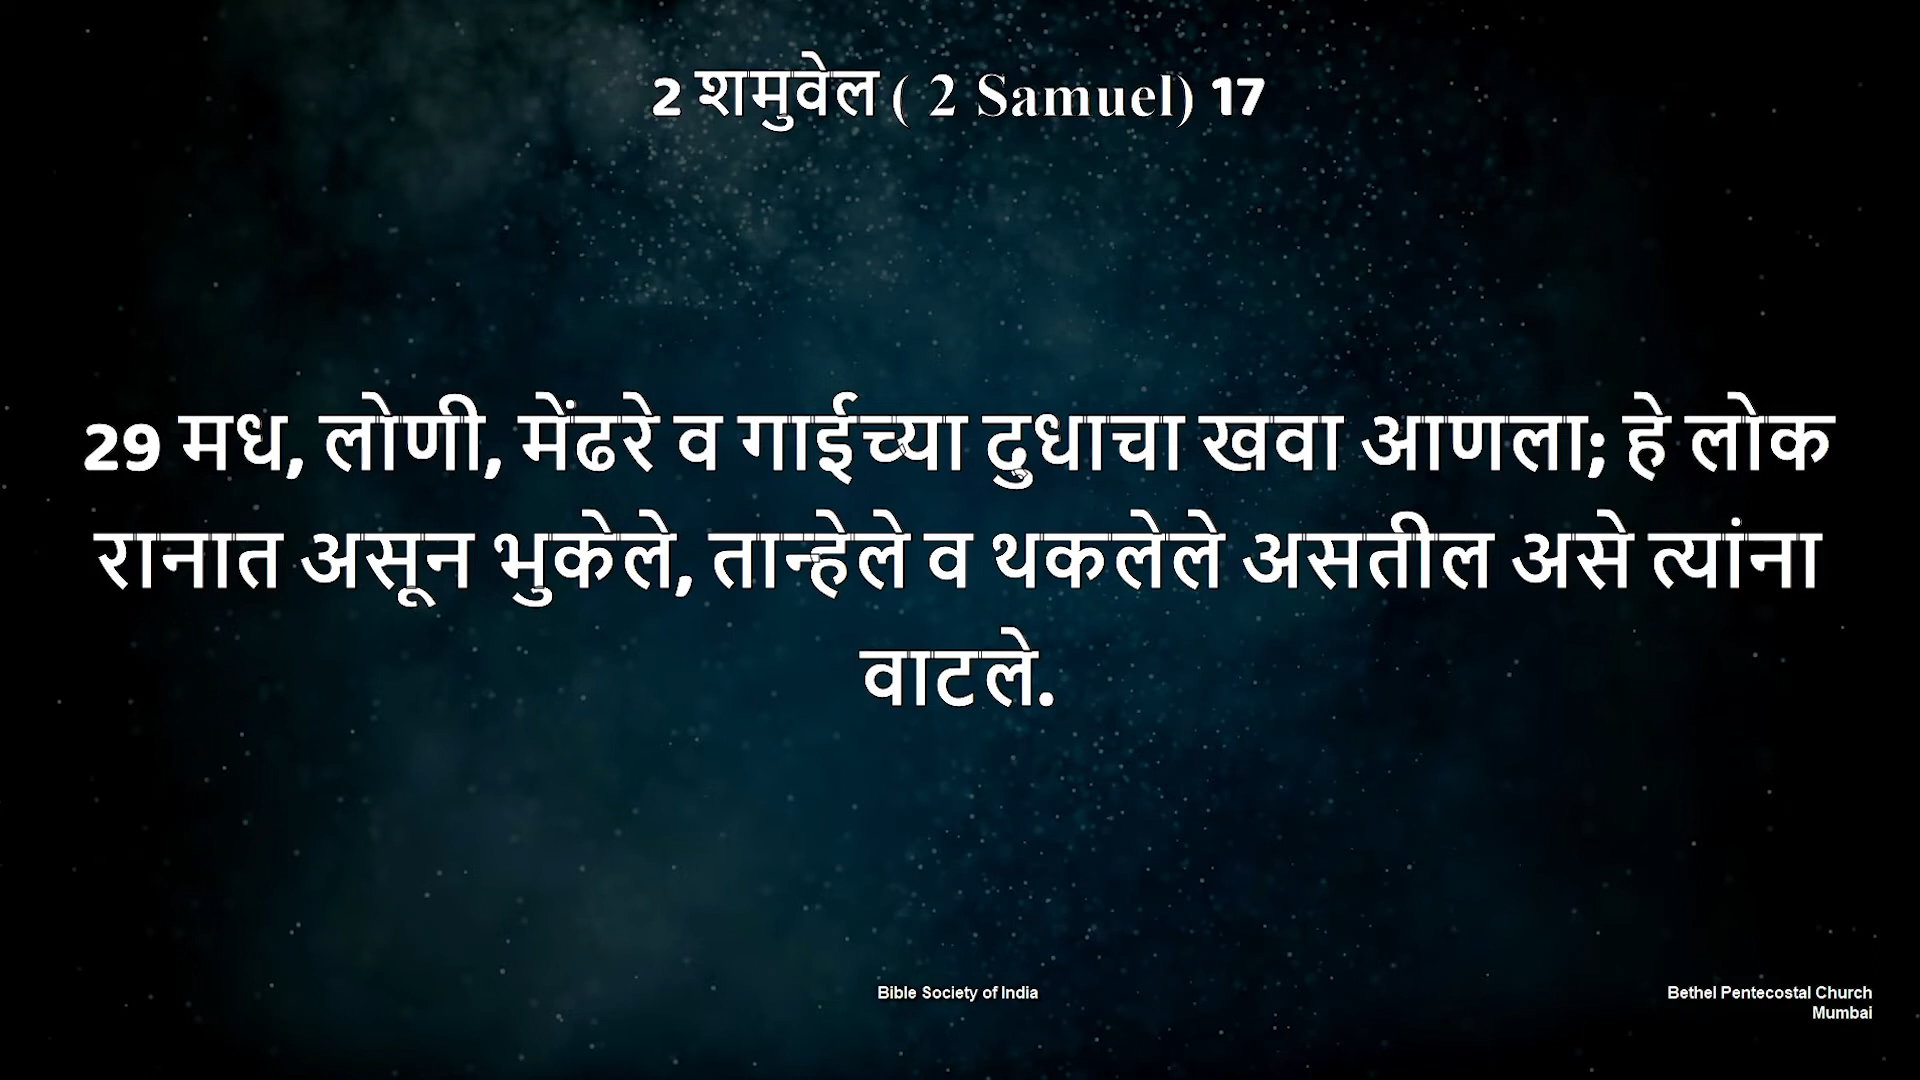 2 शमुवेल ( 2 Samuel) 17
29 मध, लोणी, मेंढरे व गाईच्या दुधाचा खवा आणला; हे लोक
रानात असून भुकेले, तान्हेले व थकलेले असतील असे त्यांना
वाटले.
Bible Society of India
Bethel Pentecostal Church
Mumbai